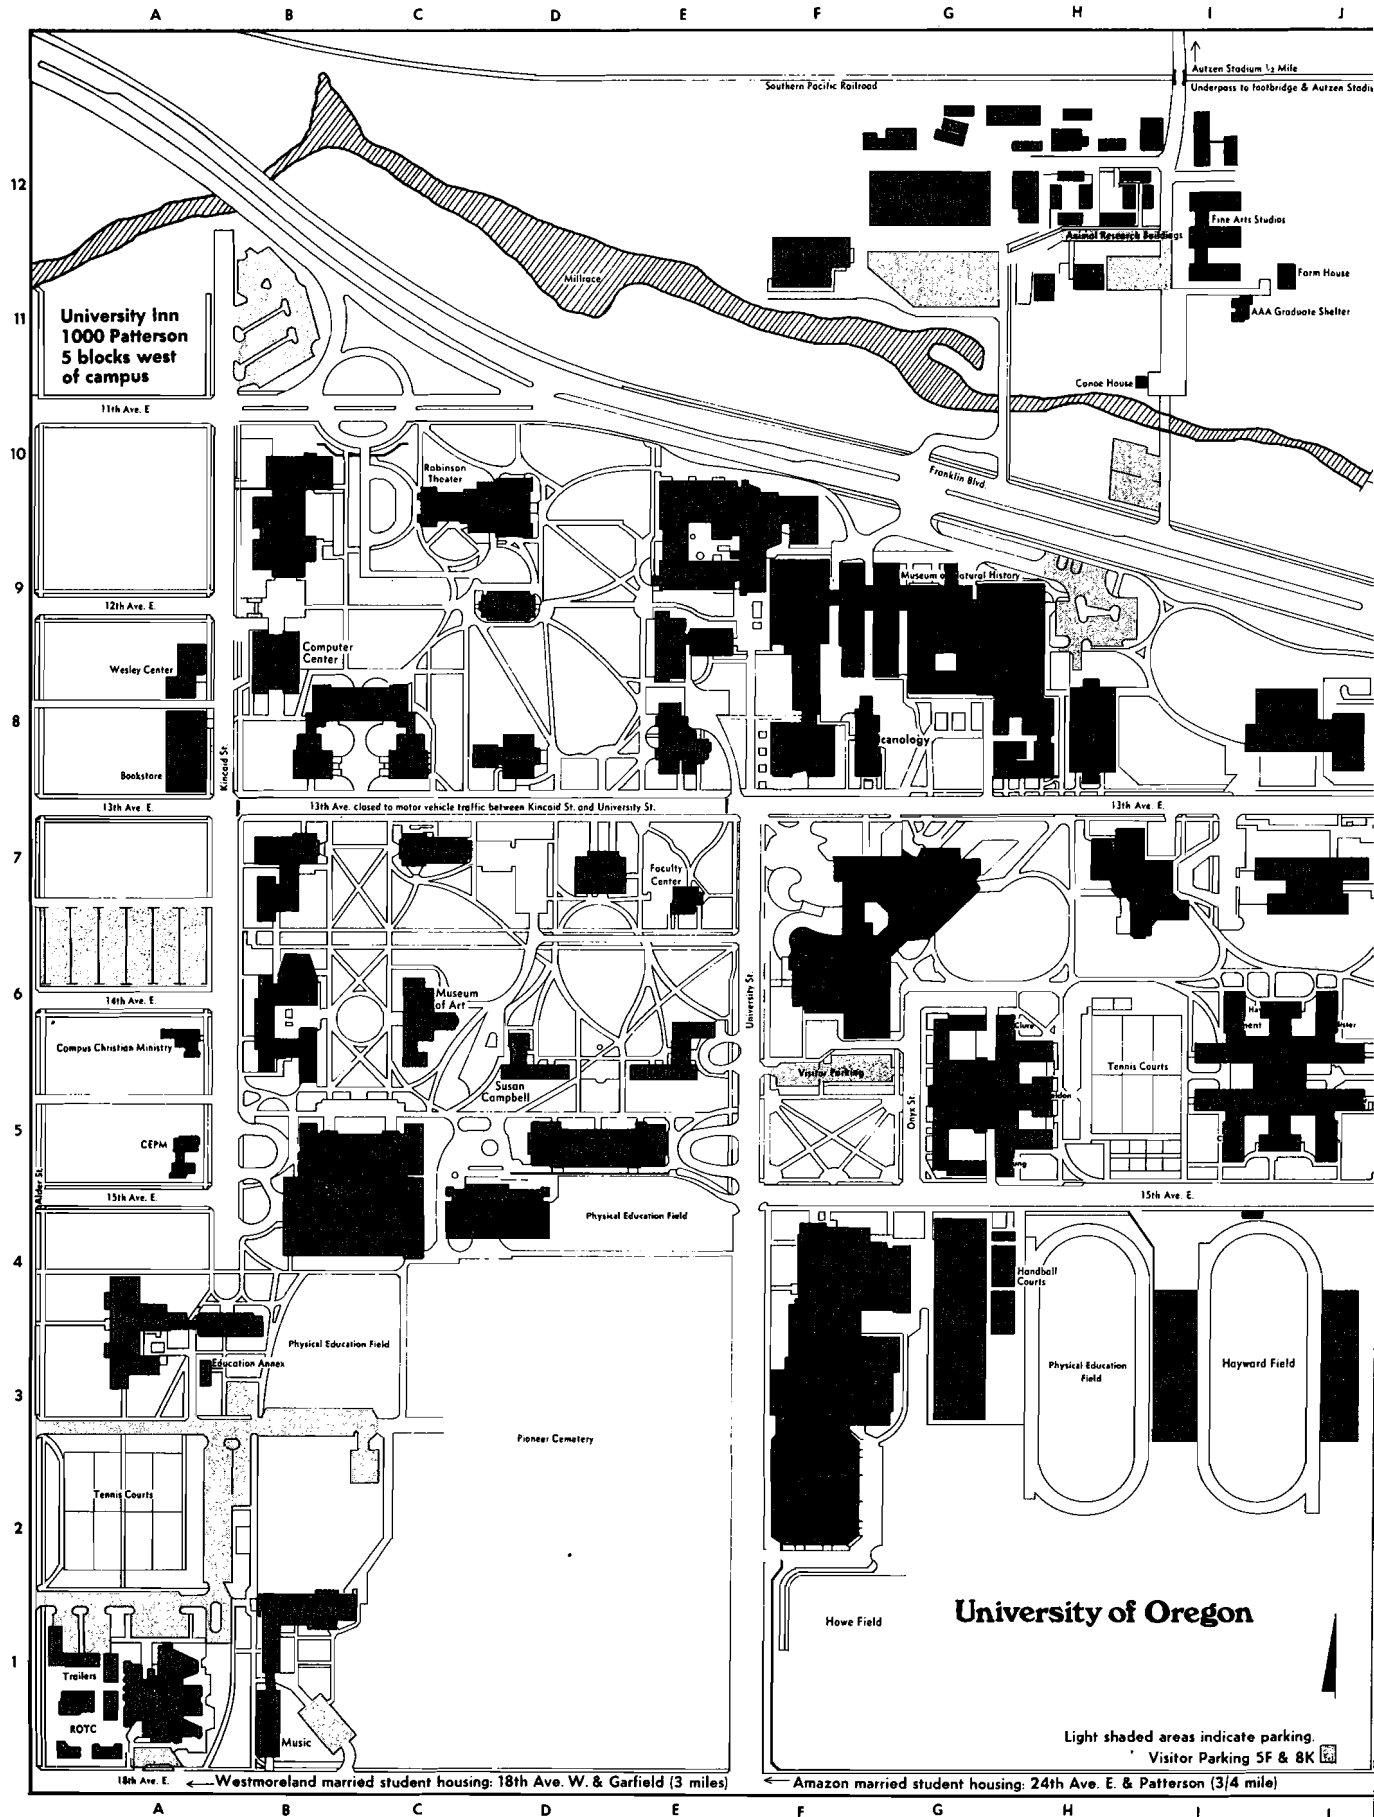 A B C D E F G H I J
Autzen Stadium ½ Mile
Southern Pacific Railroad
Underpass to footbridge & Autzen Stadiu
12
Fine Arts Studios
Animal Research Buildings
Millrace
Farm House
11
University Inn
1000 Patterson
5 blocks west
of campus
AAA Graduate Shelter
Canoe House
11th Ave. E
10
Robinson
Theater
Franklin Blvd.
9
Museum of Natural History
12th Ave. E.
Computer
Center
Wesley Center
8
canology
Kincaid St.
Bookstore
13th Ave. E.
13th Ave. closed to motor vehicle traffic between Kincaid St. and University St.
13th Ave. E.
7
Faculty
Center
6
Museum
of Art
14th Ave. E.
University St.
Clure
Ha
ment
lister
Campus Christian Ministry
Visitor Parking
Tennis Courts
Susan
Campbell
Onyx St.
eldon
5
CEPM
C
ung
Alder St.
15th Ave. E.
15th Ave. E.
Physical Education Field
4
Handball
Courts
Physical Education Field
Education Annex
Physical Education
Field
Hayward Field
3
Pioneer Cemetery
Tennis Courts
2
Howe Field
University of Oregon
1
Trailers
ROTC
Music
Light shaded areas indicate parking.
Visitor Parking 5F & 8K
18th Ave. E.
← Westmoreland married student housing: 18th Ave. W. & Garfield (3 miles)
← Amazon married student housing: 24th Ave. E. & Patterson (3/4 mile)
A B C D E F G H I J